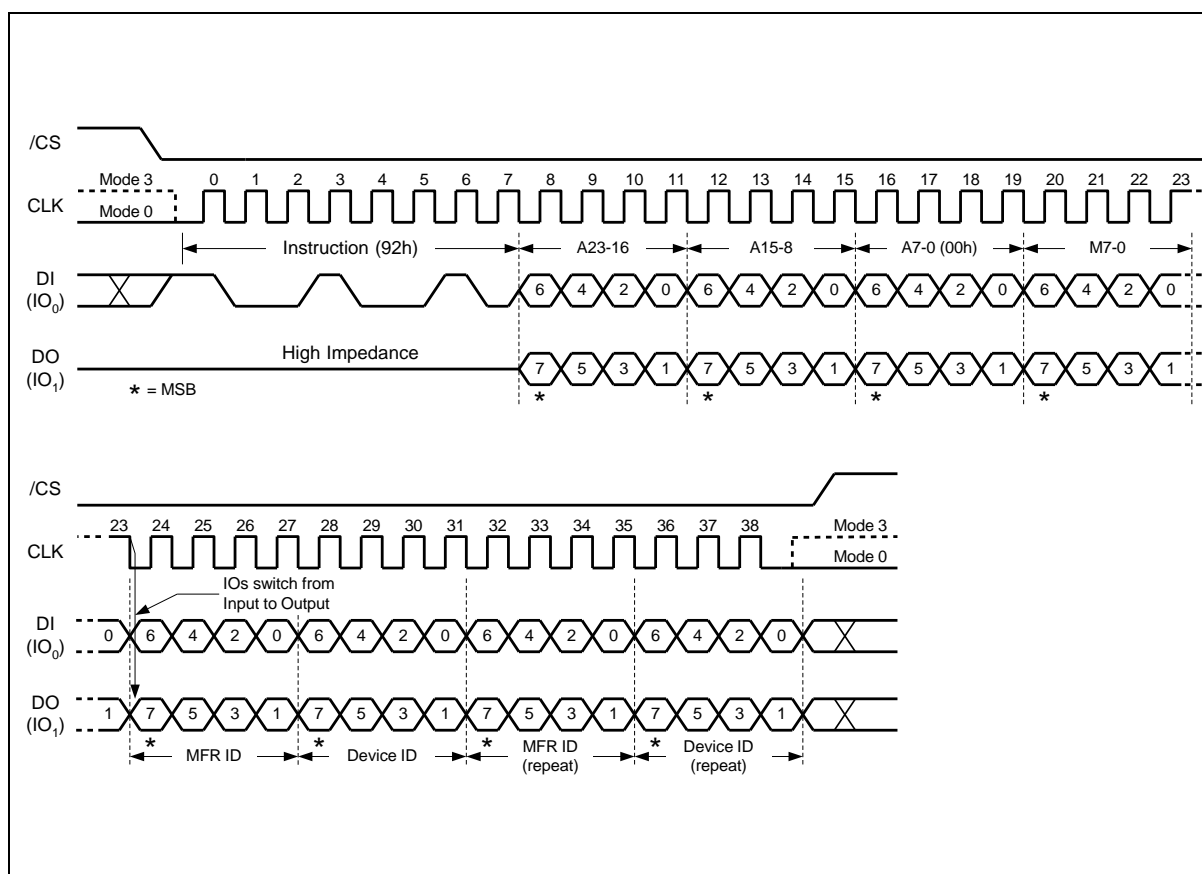 /CS
Mode 3 0 1 2 3 4 5 6 7 8 9 10 11 12 13 14 15 16 17 18 19 20 21 22 23
CLK
Mode 0
Instruction (92h) A23-16 A15-8 A7-0 (00h) M7-0
DI
(IO0)
6 4 2 0 6 4 2 0 6 4 2 0 6 4 2 0
DO
(IO1)
High Impedance
7 5 3 1 7 5 3 1 7 5 3 1 7 5 3 1
* = MSB
* * * *
/CS
23 24 25 26 27 28 29 30 31 32 33 34 35 36 37 38 Mode 3
CLK
Mode 0
IOs switch from
Input to Output
DI
(IO0)
0 6 4 2 0 6 4 2 0 6 4 2 0 6 4 2 0
DO
(IO1)
1 7 5 3 1 7 5 3 1 7 5 3 1 7 5 3 1
* * * *
MFR ID Device ID MFR ID
(repeat)
Device ID
(repeat)